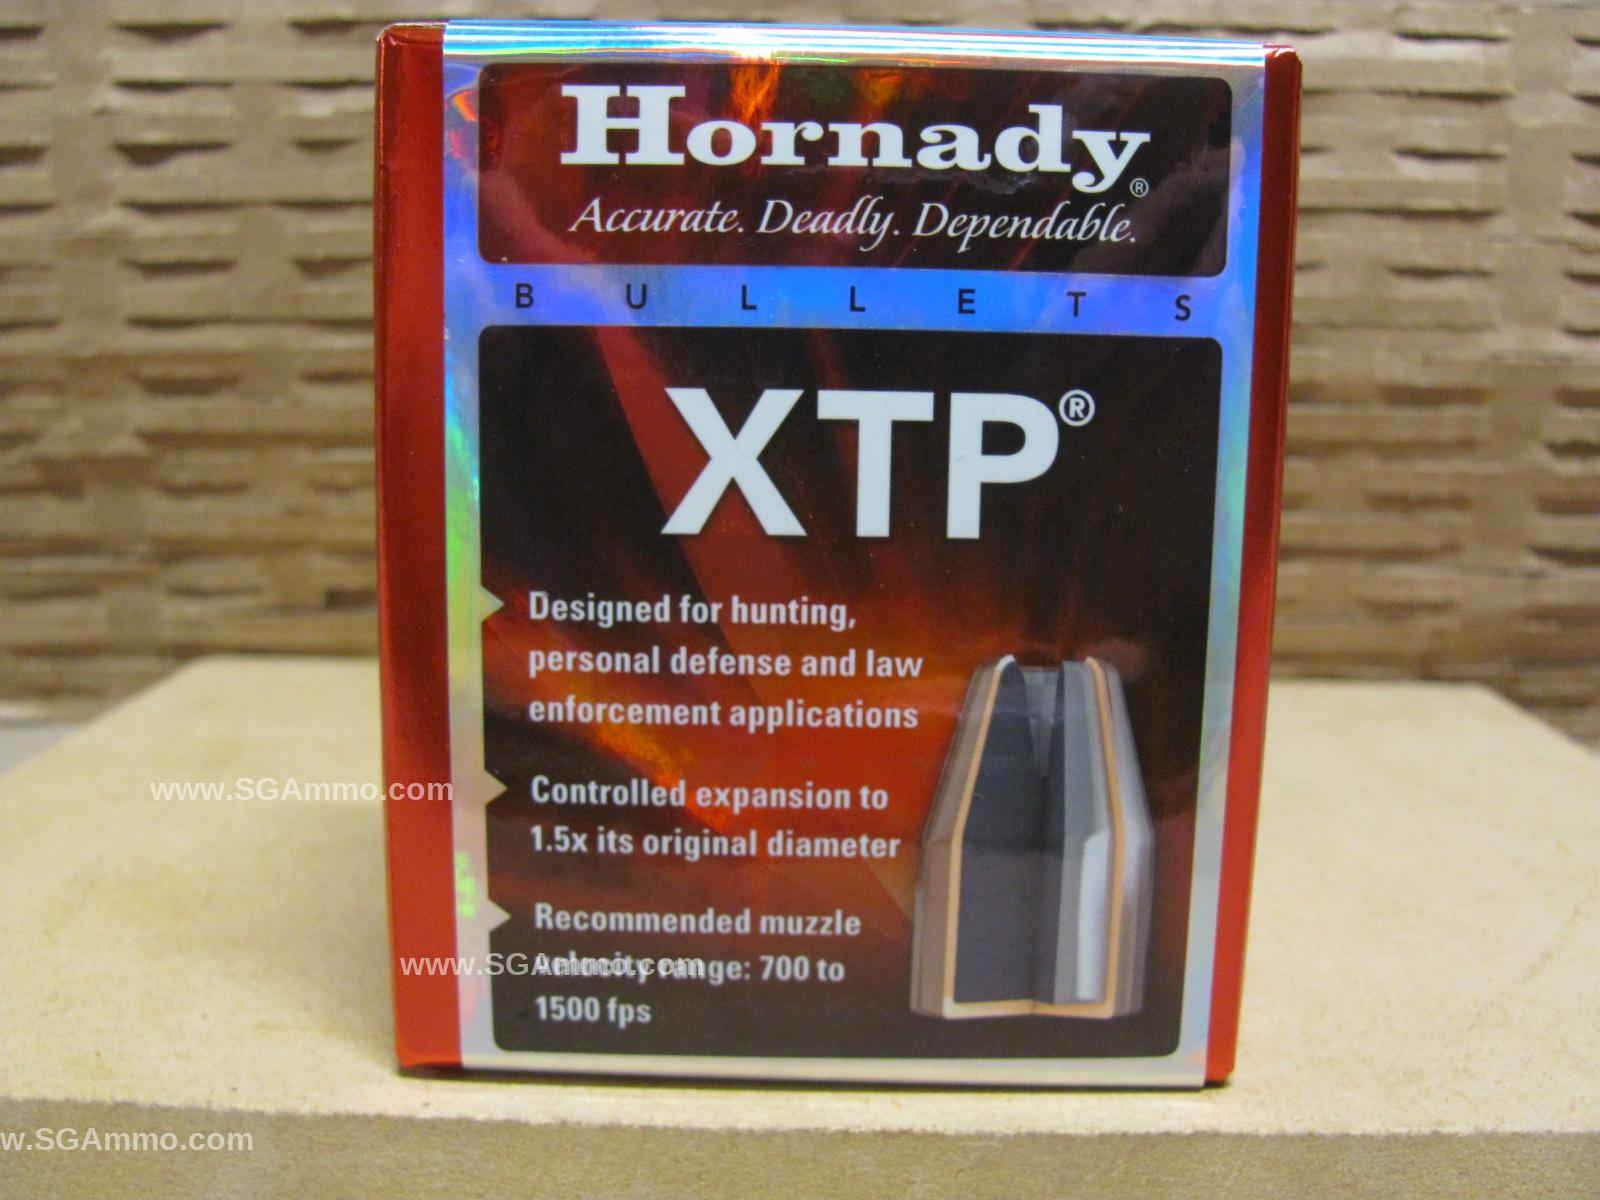 Hornady®
Accurate. Deadly. Dependable.
BULLETS
XTP®
Designed for hunting,
personal defense and law
enforcement applications
Controlled expansion to
1.5x its original diameter
Recommended muzzle
velocity range: 700 to
1500 fps
www.SGAmmo.com
www.SGAmmo.com
w.SGAmmo.com